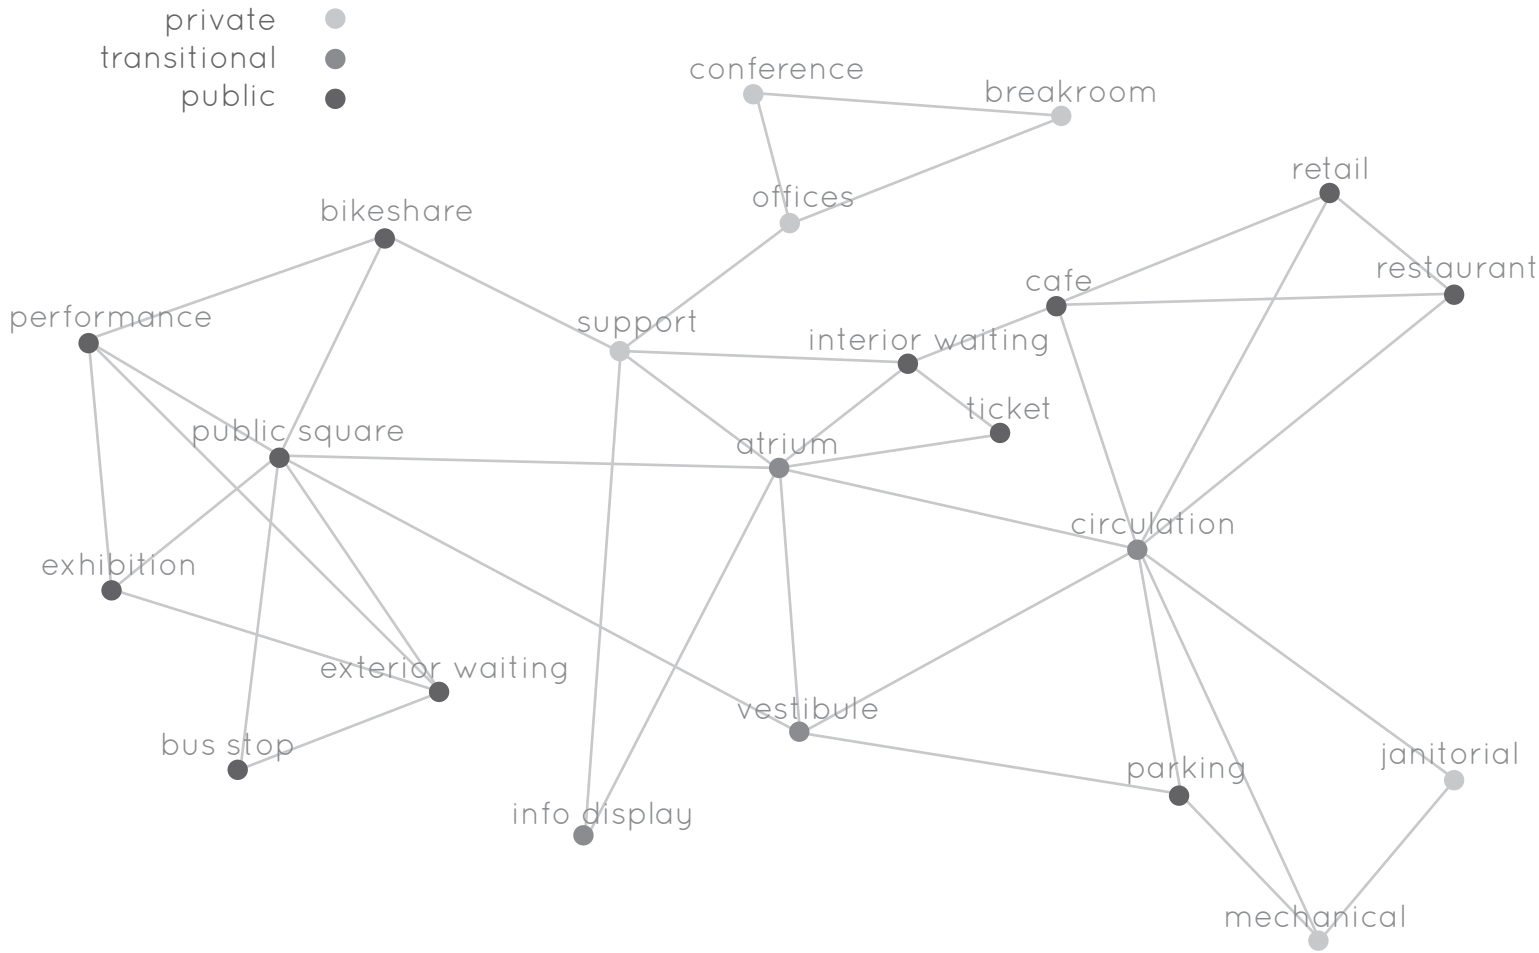 private
transitional
public
conference
breakroom
retail
offices
bikeshare
restaurant
cafe
performance
support
interior waiting
ticket
public square
atrium
circulation
exhibition
exterior waiting
vestibule
bus stop
janitorial
parking
info display
mechanical